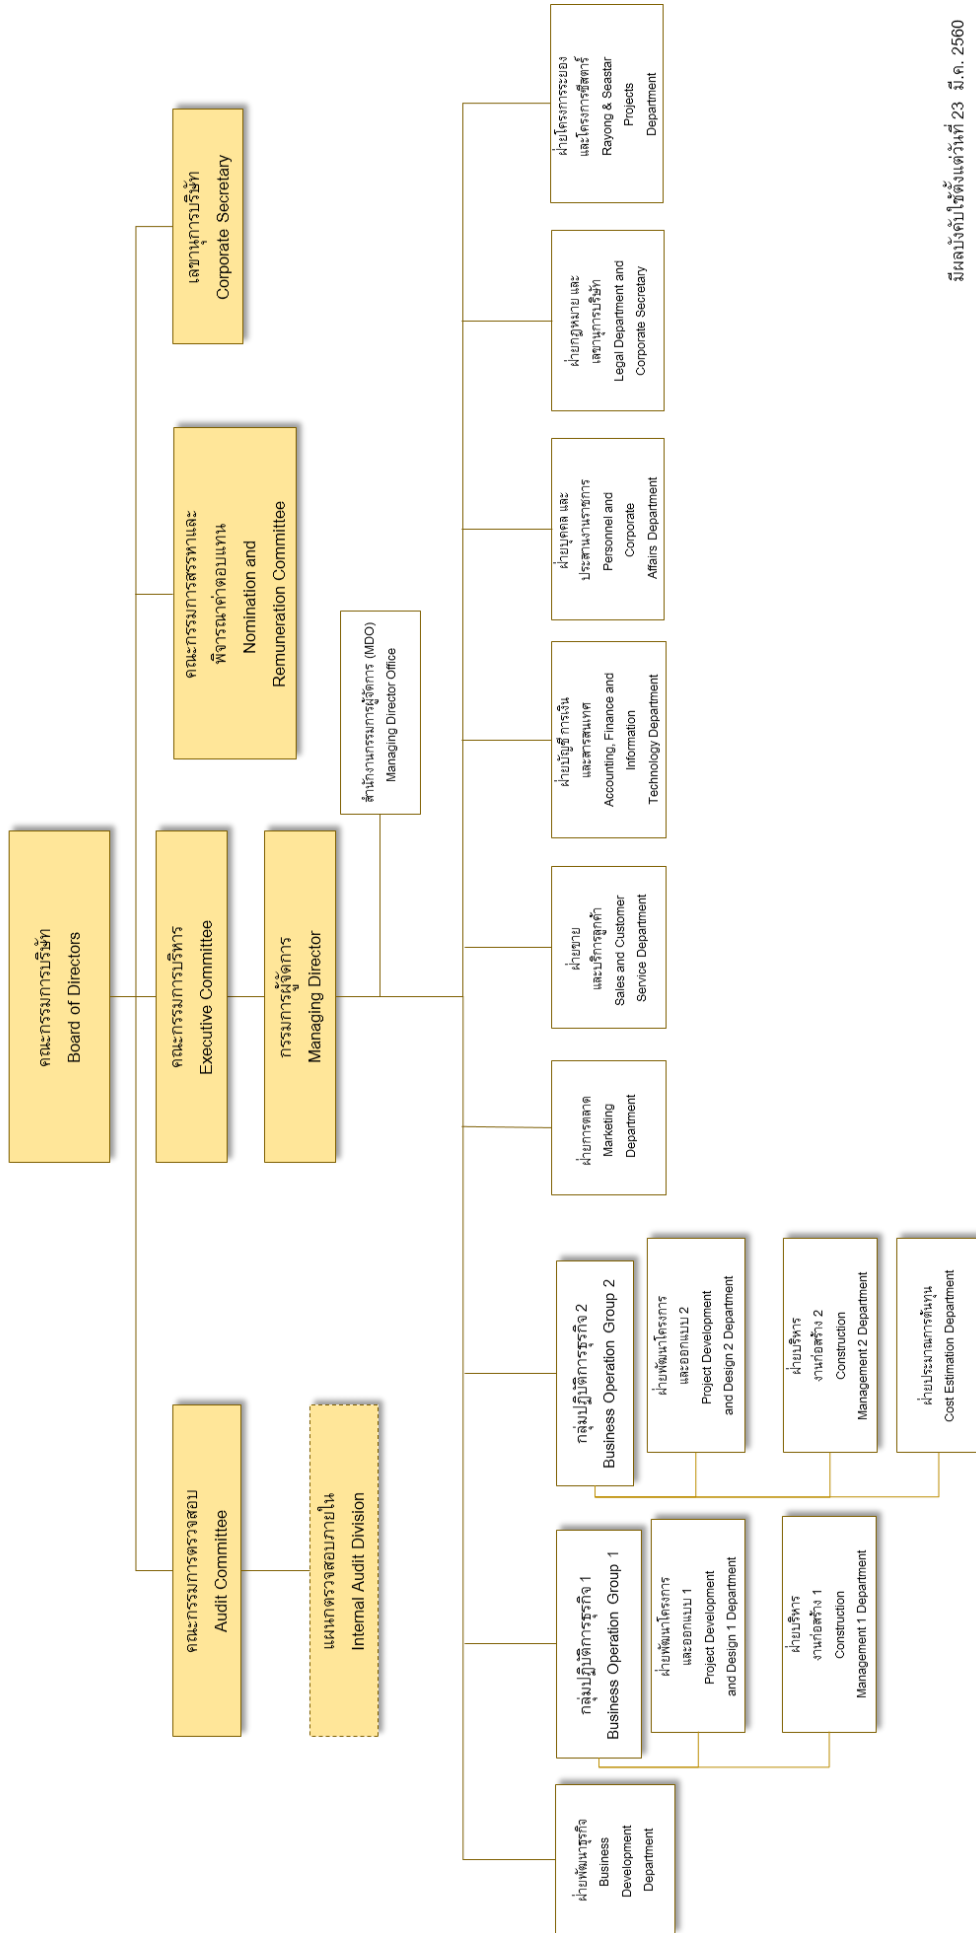 คณะกรรมการบริษัท
Board of Directors
คณะกรรมการตรวจสอบ
Audit Committee
แผนกตรวจสอบภายใน
Internal Audit Division
คณะกรรมการบริหาร
Executive Committee
กรรมการผู้จัดการ
Managing Director
คณะกรรมการสรรหาและ
พิจารณาค่าตอบแทน
Nomination and
Remuneration Committee
เลขานุการบริษัท
Corporate Secretary
สำนักงานกรรมการผู้จัดการ (MDO)
Managing Director Office
ฝ่ายพัฒนาธุรกิจ
Business
Development
Department
กลุ่มปฏิบัติการธุรกิจ 1
Business Operation Group 1
ฝ่ายพัฒนาโครงการ
และออกแบบ 1
Project Development
and Design 1 Department
ฝ่ายบริหาร
งานก่อสร้าง 1
Construction
Management 1 Department
กลุ่มปฏิบัติการธุรกิจ 2
Business Operation Group 2
ฝ่ายพัฒนาโครงการ
และออกแบบ 2
Project Development
and Design 2 Department
ฝ่ายบริหาร
งานก่อสร้าง 2
Construction
Management 2 Department
ฝ่ายประมาณการต้นทุน
Cost Estimation Department
ฝ่ายการตลาด
Marketing
Department
ฝ่ายขาย
และบริการลูกค้า
Sales and Customer
Service Department
ฝ่ายบัญชี การเงิน
และสารสนเทศ
Accounting, Finance and
Information
Technology Department
ฝ่ายบุคคล และ
ประสานงานราชการ
Personnel and
Corporate
Affairs Department
ฝ่ายกฎหมาย และ
เลขานุการบริษัท
Legal Department and
Corporate Secretary
ฝ่ายโครงการระยอง
และโครงการซีสตาร์
Rayong & Seastar
Projects
Department
มีผลบังคับใช้ตั้งแต่วันที่ 23 มี.ค. 2560